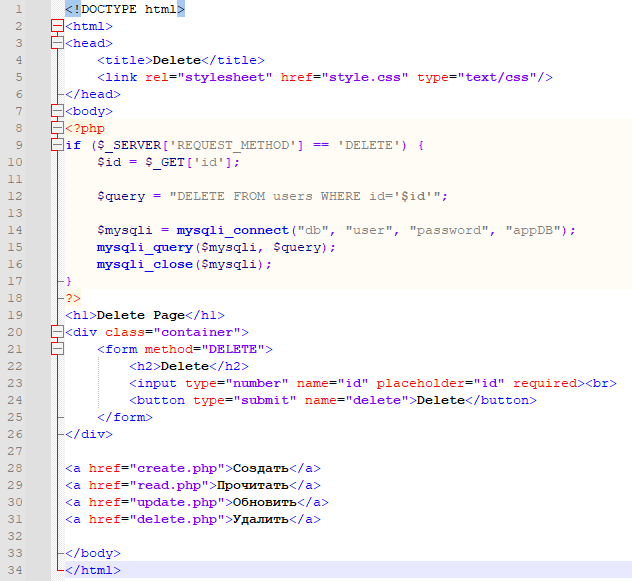 1 <!DOCTYPE html>
2 <html>
3 <head>
4     <title>Delete</title>
5     <link rel="stylesheet" href="style.css" type="text/css"/>
6 </head>
7 <body>
8 <?php
9 if ($_SERVER['REQUEST_METHOD'] == 'DELETE') {
10     $id = $_GET['id'];
11
12     $query = "DELETE FROM users WHERE id='$id'";
13
14     $mysqli = mysqli_connect("db", "user", "password", "appDB");
15     mysqli_query($mysqli, $query);
16     mysqli_close($mysqli);
17 }
18 ?>
19 <h1>Delete Page</h1>
20 <div class="container">
21     <form method="DELETE">
22         <h2>Delete</h2>
23         <input type="number" name="id" placeholder="id" required><br>
24         <button type="submit" name="delete">Delete</button>
25     </form>
26 </div>
27
28 <a href="create.php">Создать</a>
29 <a href="read.php">Прочитать</a>
30 <a href="update.php">Обновить</a>
31 <a href="delete.php">Удалить</a>
32
33 </body>
34 </html>